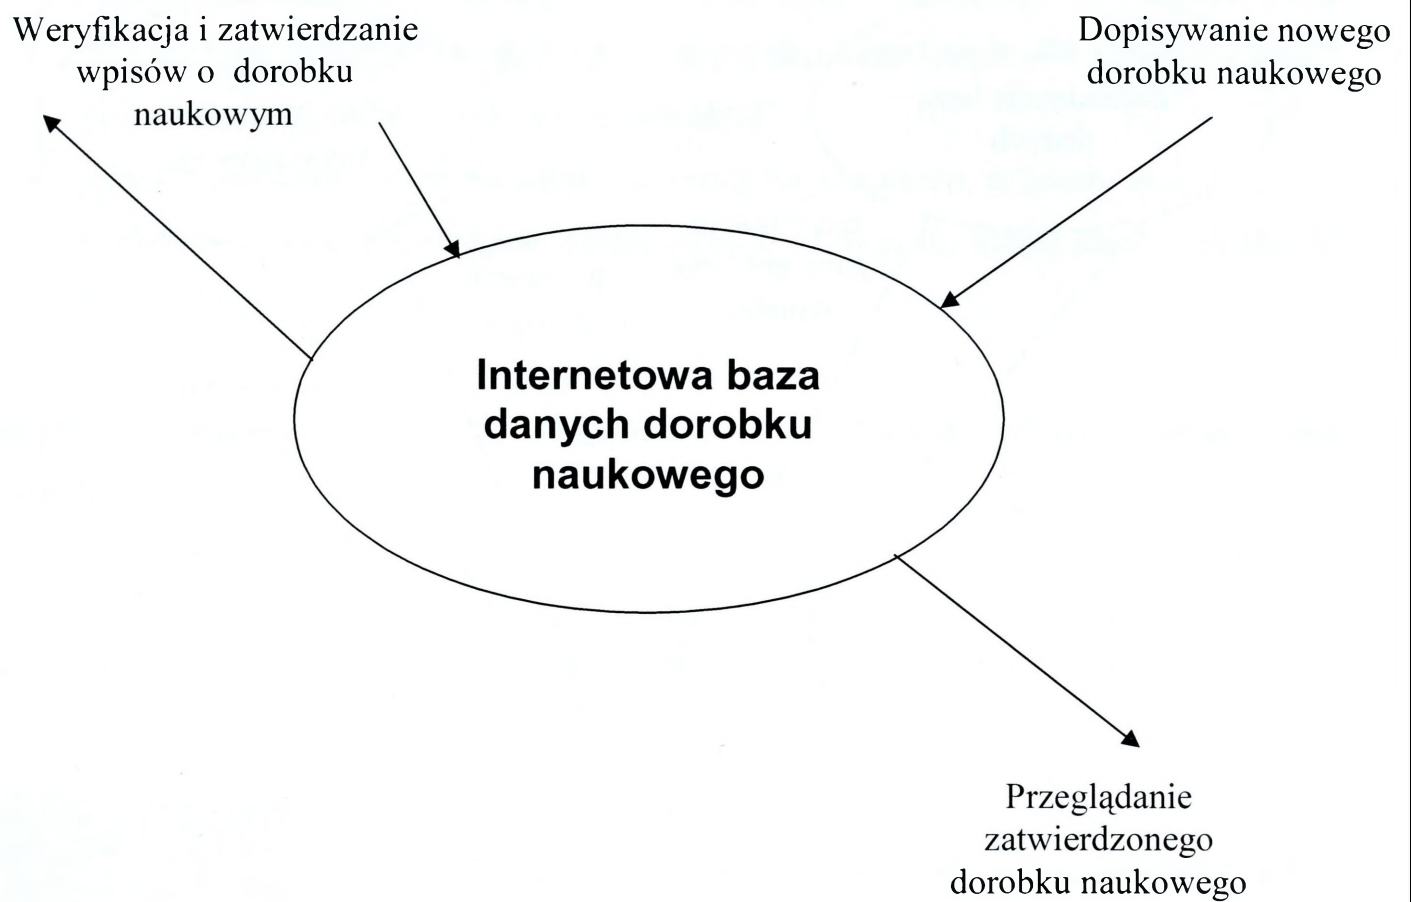 Weryfikacja i zatwierdzanie
wpisów o dorobku
naukowym
Dopisywanie nowego
dorobku naukowego
Internetowa baza
danych dorobku
naukowego
Przeglądanie
zatwierdzonego
dorobku naukowego